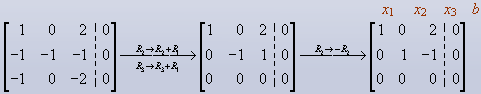 x₁ x₂ x₃ b
[ 1 0 2 | 0 ] R₂→R₂+R₁ [ 1 0 2 | 0 ] R₂→−R₂ [ 1 0 2 | 0 ]
[ −1 −1 −1 | 0 ] R₃→R₃+R₁ [ 0 −1 1 | 0 ] [ 0 1 −1 | 0 ]
[ −1 0 −2 | 0 ] [ 0 0 0 | 0 ] [ 0 0 0 | 0 ]